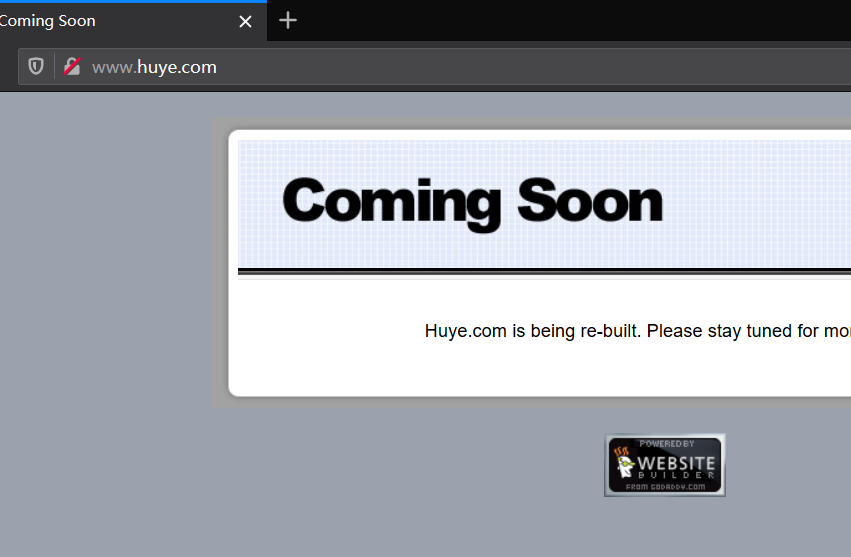 Coming Soon
www.huye.com
Coming Soon
Huye.com is being re-built. Please stay tuned for
POWERED BY
WEBSITE
BUILDER
FROM GODADDY.COM